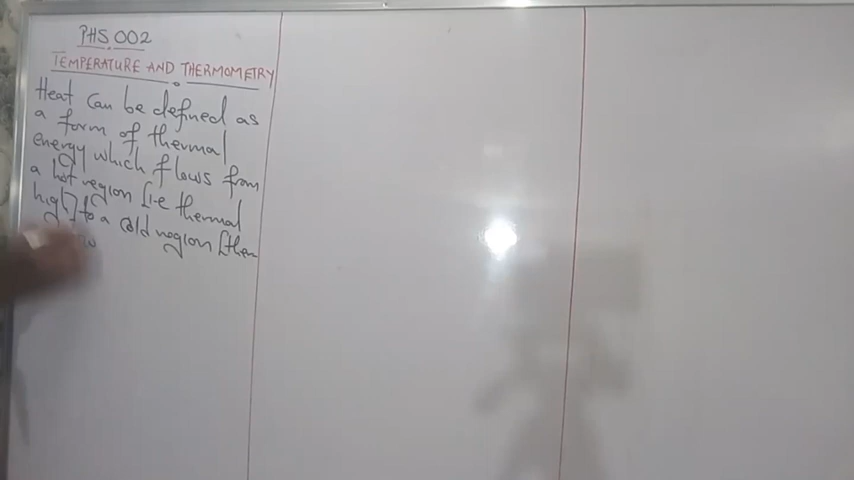 PHS 002
TEMPERATURE AND THERMOMETRY
Heat can be defined as
a form of thermal
energy which flows from
a hot region [i.e thermal
high] to a cold region [ther